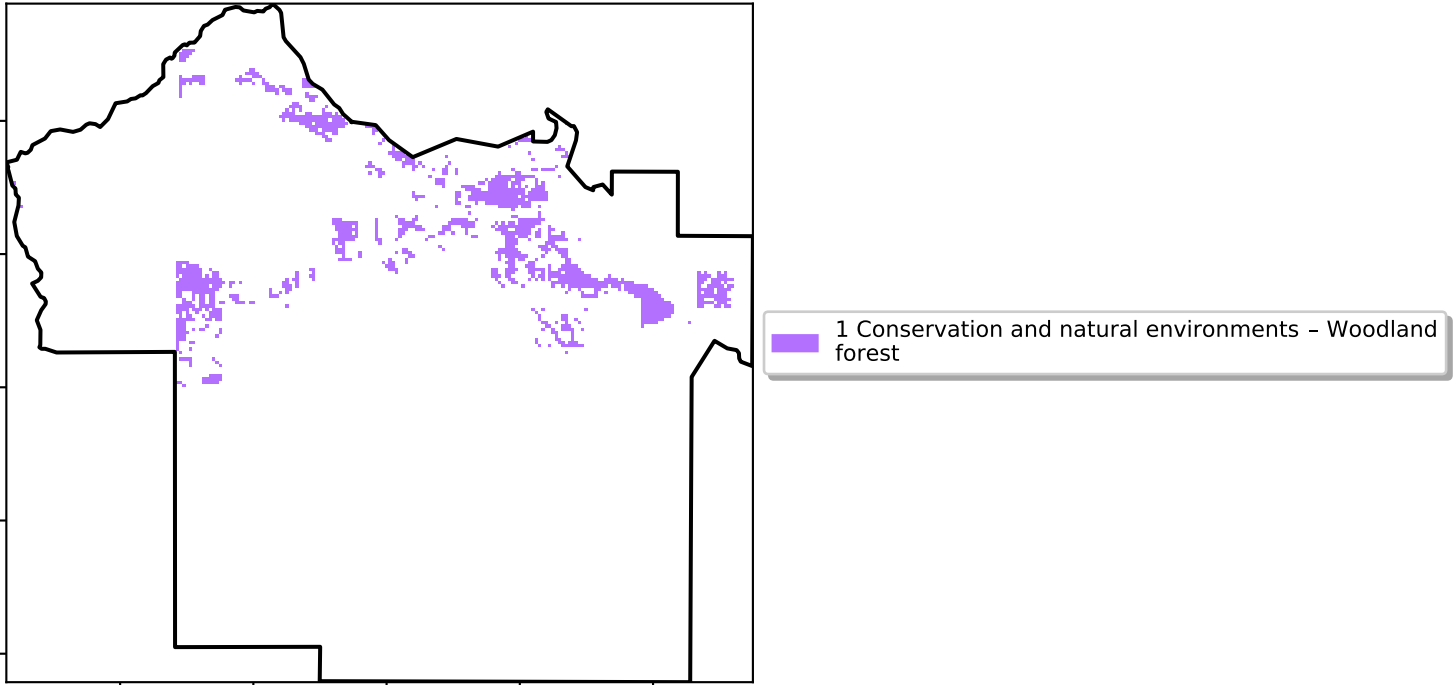 1 Conservation and natural environments – Woodland
forest